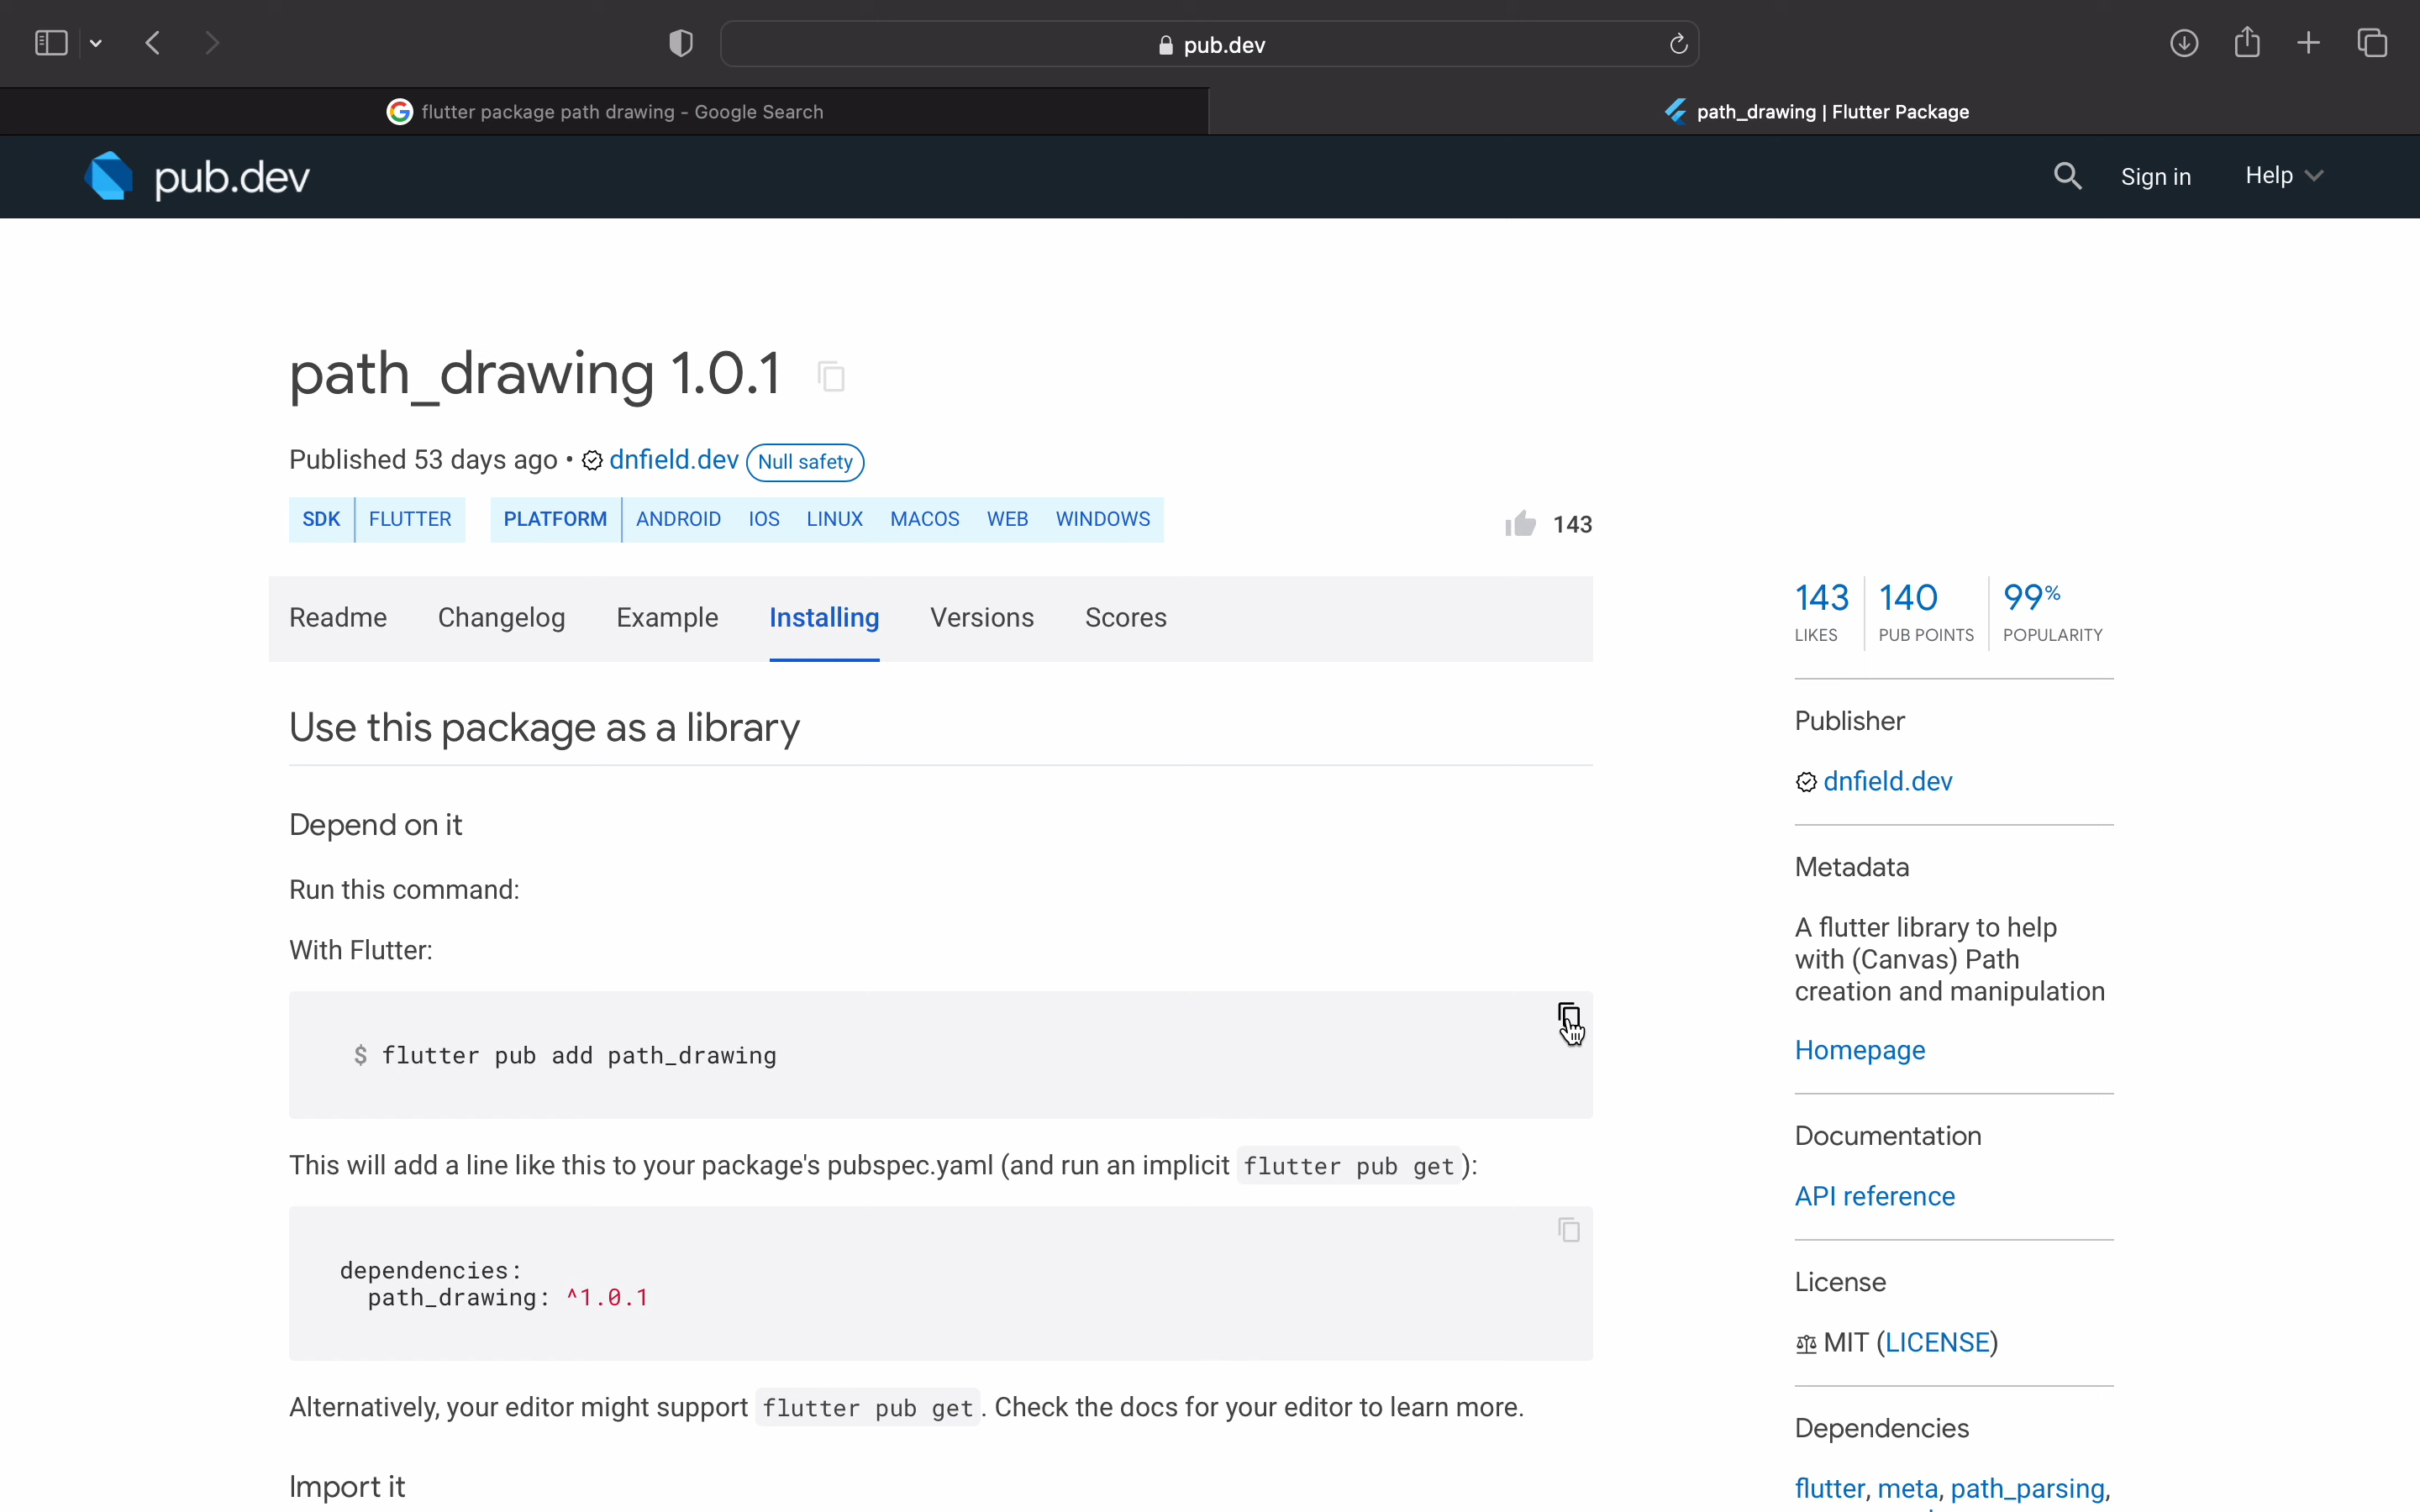 pub.dev
flutter package path drawing - Google Search
path_drawing | Flutter Package
pub.dev
Sign in
Help
path_drawing 1.0.1
Published 53 days ago • dnfield.dev Null safety
SDK FLUTTER PLATFORM ANDROID IOS LINUX MACOS WEB WINDOWS
143
Readme Changelog Example Installing Versions Scores
Use this package as a library
Depend on it
Run this command:
With Flutter:
$ flutter pub add path_drawing
This will add a line like this to your package's pubspec.yaml (and run an implicit flutter pub get):
dependencies:
path_drawing: ^1.0.1
Alternatively, your editor might support flutter pub get. Check the docs for your editor to learn more.
Import it
143 140 99%
LIKES PUB POINTS POPULARITY
Publisher
dnfield.dev
Metadata
A flutter library to help
with (Canvas) Path
creation and manipulation
Homepage
Documentation
API reference
License
MIT (LICENSE)
Dependencies
flutter, meta, path_parsing,